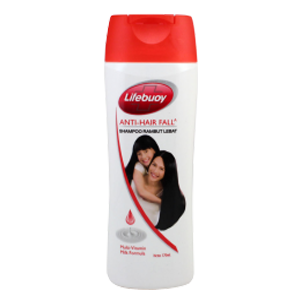 Lifebuoy
ANTI-HAIR FALL*
SHAMPOO RAMBUT LEBAT
Multi-Vitamin
Milk Formula